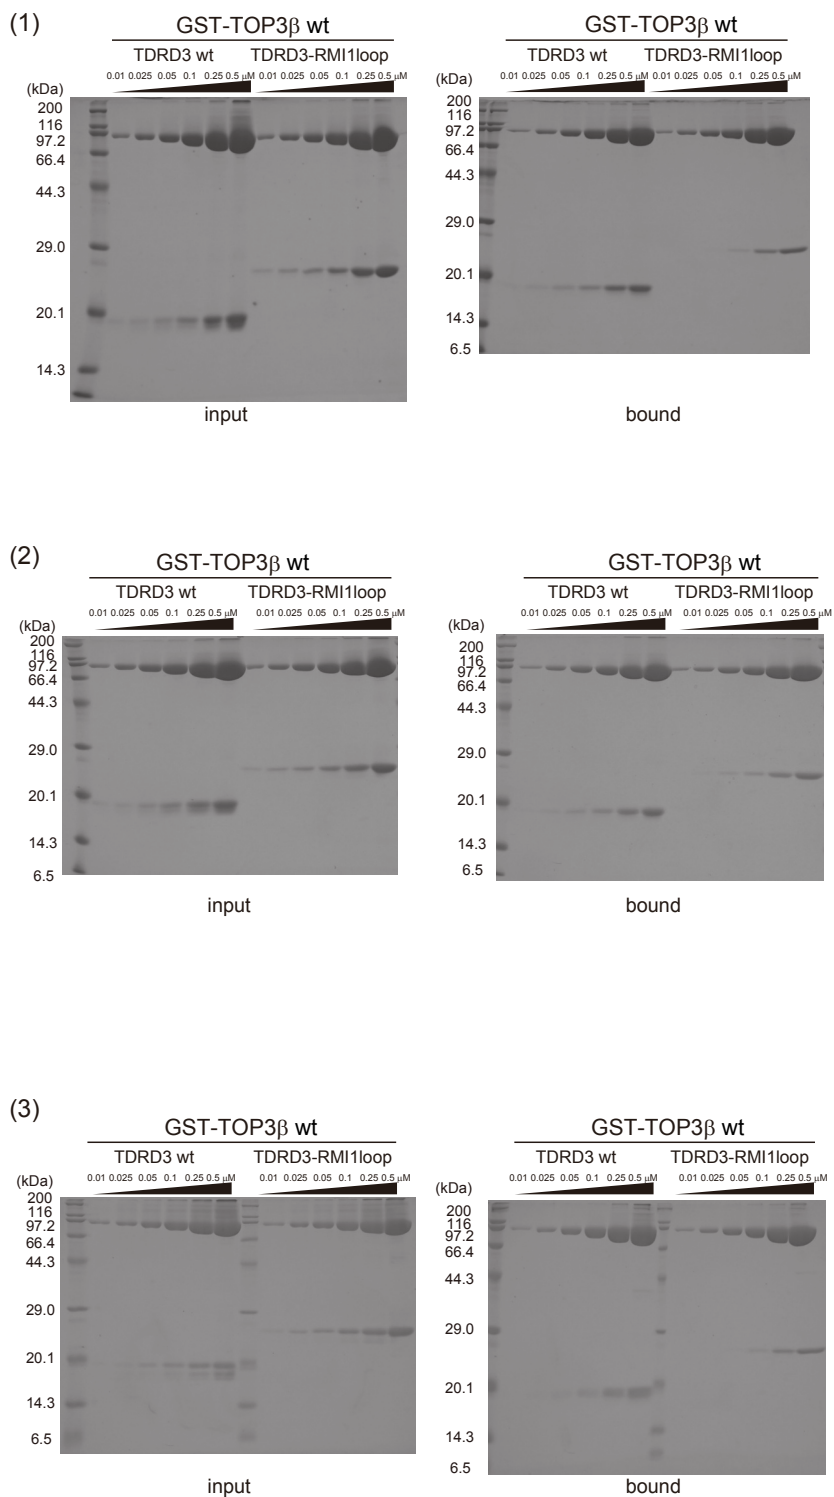 (1)
GST-TOP3β wt
TDRD3 wt TDRD3-RMI1loop
0.01 0.025 0.05 0.1 0.25 0.5 μM 0.01 0.025 0.05 0.1 0.25 0.5 μM
(kDa)
200
116
97.2
66.4
44.3
29.0
20.1
14.3
input
GST-TOP3β wt
TDRD3 wt TDRD3-RMI1loop
0.01 0.025 0.05 0.1 0.25 0.5 μM 0.01 0.025 0.05 0.1 0.25 0.5 μM
(kDa)
200
116
97.2
66.4
44.3
29.0
20.1
14.3
6.5
bound
(2)
GST-TOP3β wt
TDRD3 wt TDRD3-RMI1loop
0.01 0.025 0.05 0.1 0.25 0.5 μM 0.01 0.025 0.05 0.1 0.25 0.5 μM
(kDa)
200
116
97.2
66.4
44.3
29.0
20.1
14.3
6.5
input
GST-TOP3β wt
TDRD3 wt TDRD3-RMI1loop
0.01 0.025 0.05 0.1 0.25 0.5 μM 0.01 0.025 0.05 0.1 0.25 0.5 μM
(kDa)
200
116
97.2
66.4
44.3
29.0
20.1
14.3
6.5
bound
(3)
GST-TOP3β wt
TDRD3 wt TDRD3-RMI1loop
0.01 0.025 0.05 0.1 0.25 0.5 μM 0.01 0.025 0.05 0.1 0.25 0.5 μM
(kDa)
200
116
97.2
66.4
44.3
29.0
20.1
14.3
6.5
input
GST-TOP3β wt
TDRD3 wt TDRD3-RMI1loop
0.01 0.025 0.05 0.1 0.25 0.5 μM 0.01 0.025 0.05 0.1 0.25 0.5 μM
(kDa)
200
116
97.2
66.4
44.3
29.0
20.1
14.3
6.5
bound